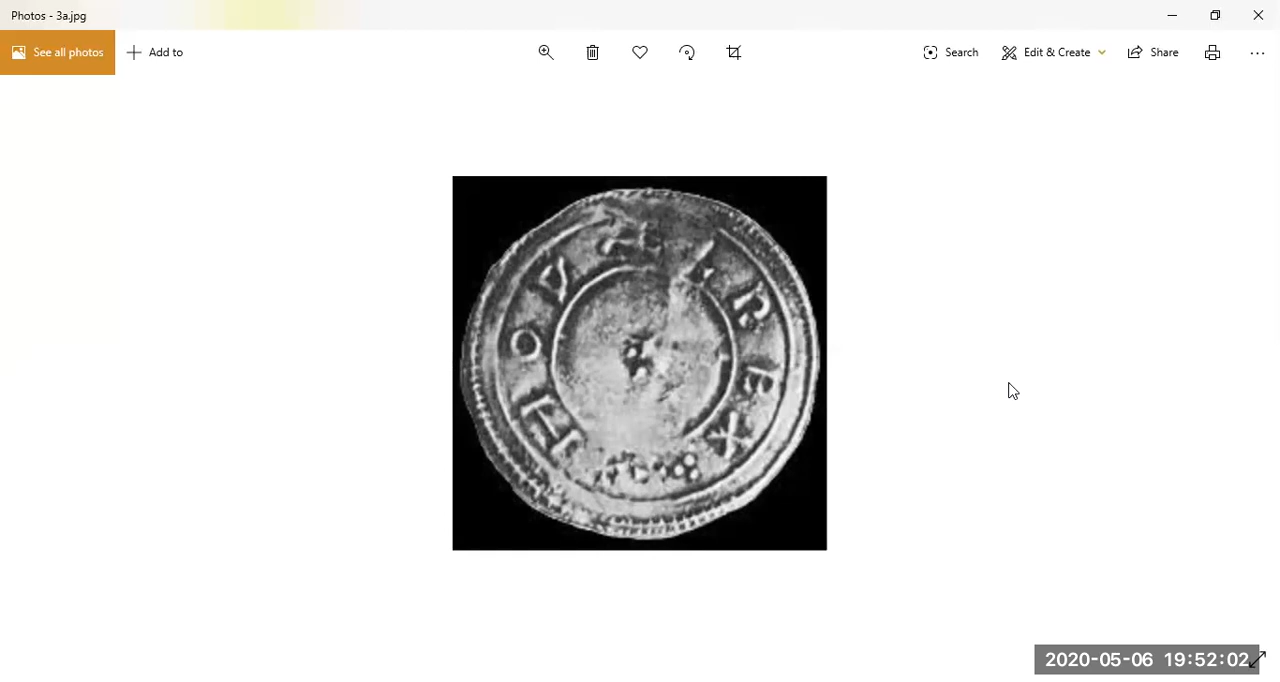 Photos - 3a.jpg
See all photos
Add to
Search
Edit & Create
Share
HOVÆL REX
2020-05-06 19:52:02